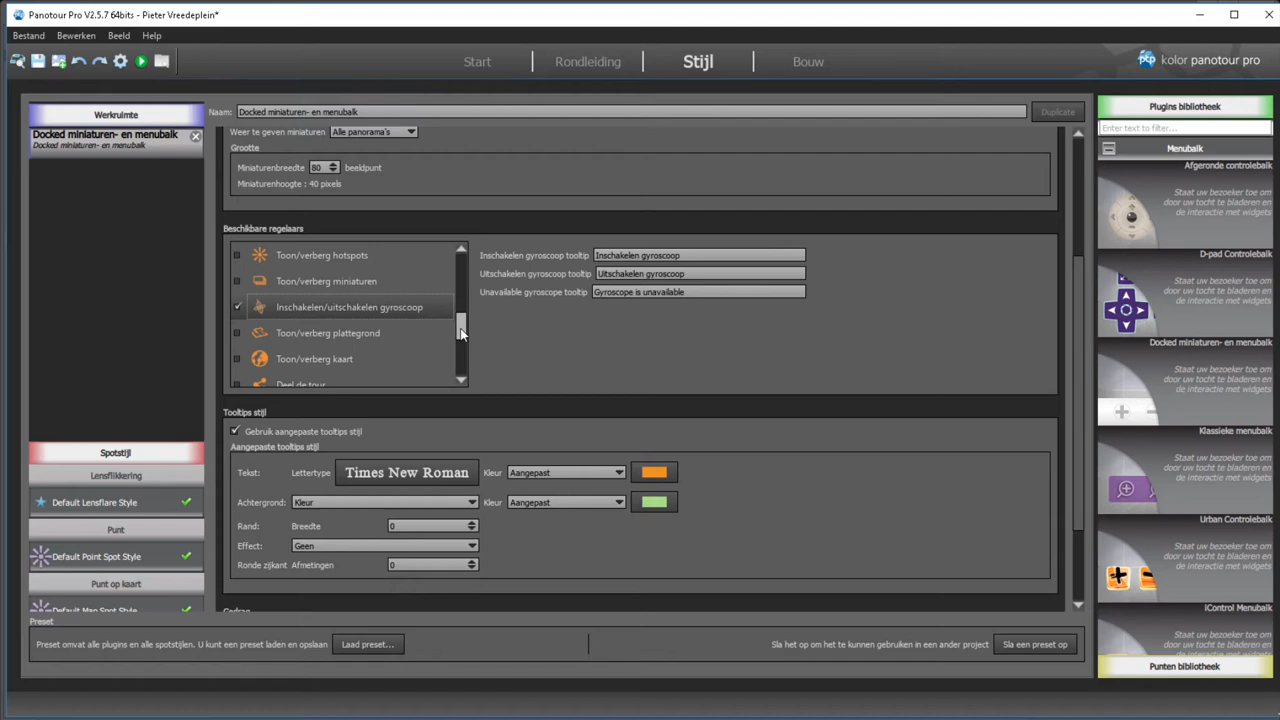 Panotour Pro V2.5.7 64bits - Pieter Vreedeplein*
Bestand Bewerken Beeld Help
Start Rondleiding Stijl Bouw
ptp kolor panotour pro
Werkruimte
Docked miniaturen- en menubalk
Docked miniaturen- en menubalk
Spotstijl
Lensflikkering
Default Lensflare Style
Punt
Default Point Spot Style
Punt op kaart
Default Map Spot Style
Naam: Docked miniaturen- en menubalk Duplicate
Weer te geven miniaturen Alle panorama's
Grootte
Miniaturenbreedte 80 beeldpunt
Miniaturenhoogte : 40 pixels
Beschikbare regelaars
Toon/verberg hotspots
Toon/verberg miniaturen
Inschakelen/uitschakelen gyroscoop
Toon/verberg plattegrond
Toon/verberg kaart
Deel de tour
Inschakelen gyroscoop tooltip Inschakelen gyroscoop
Uitschakelen gyroscoop tooltip Uitschakelen gyroscoop
Unavailable gyroscope tooltip Gyroscope is unavailable
Tooltips stijl
Gebruik aangepaste tooltips stijl
Aangepaste tooltips stijl
Tekst: Lettertype Times New Roman Kleur Aangepast
Achtergrond: Kleur Kleur Aangepast
Rand: Breedte 0
Effect: Geen
Ronde zijkant Afmetingen 0
Gedrag
Plugins bibliotheek
Enter text to filter...
Menubalk
Afgeronde controlebalk
Staat uw bezoeker toe om
door uw tocht te bladeren en
de interactie met widgets
D-pad Controlebalk
Staat uw bezoeker toe om
door uw tocht te bladeren en
de interactie met widgets
Docked miniaturen- en menubalk
Staat uw bezoeker toe om
door uw tocht te bladeren en
de interactie met widgets
Klassieke menubalk
Staat uw bezoeker toe om
door uw tocht te bladeren en
de interactie met widgets
Urban Controlebalk
Staat uw bezoeker toe om
door uw tocht te bladeren en
de interactie met widgets
iControl Menubalk
Staat uw bezoeker toe om
door uw tocht te bladeren en
Punten bibliotheek
Preset
Preset omvat alle plugins en alle spotstijlen. U kunt een preset laden en opslaan Laad preset...
Sla het op om het te kunnen gebruiken in een ander project Sla een preset op